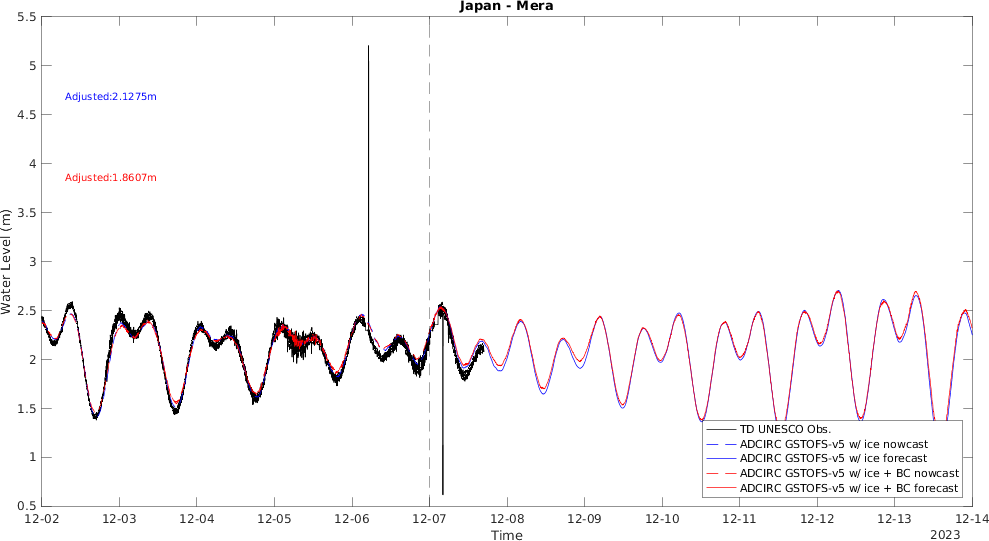 Japan - Mera
5.5
5
4.5
4
3.5
3
2.5
2
1.5
1
0.5
Water Level (m)
Adjusted:2.1275m
Adjusted:1.8607m
TD UNESCO Obs.
ADCIRC GSTOFS-v5 w/ ice nowcast
ADCIRC GSTOFS-v5 w/ ice forecast
ADCIRC GSTOFS-v5 w/ ice + BC nowcast
ADCIRC GSTOFS-v5 w/ ice + BC forecast
12-02 12-03 12-04 12-05 12-06 12-07 12-08 12-09 12-10 12-11 12-12 12-13 12-14
Time
2023